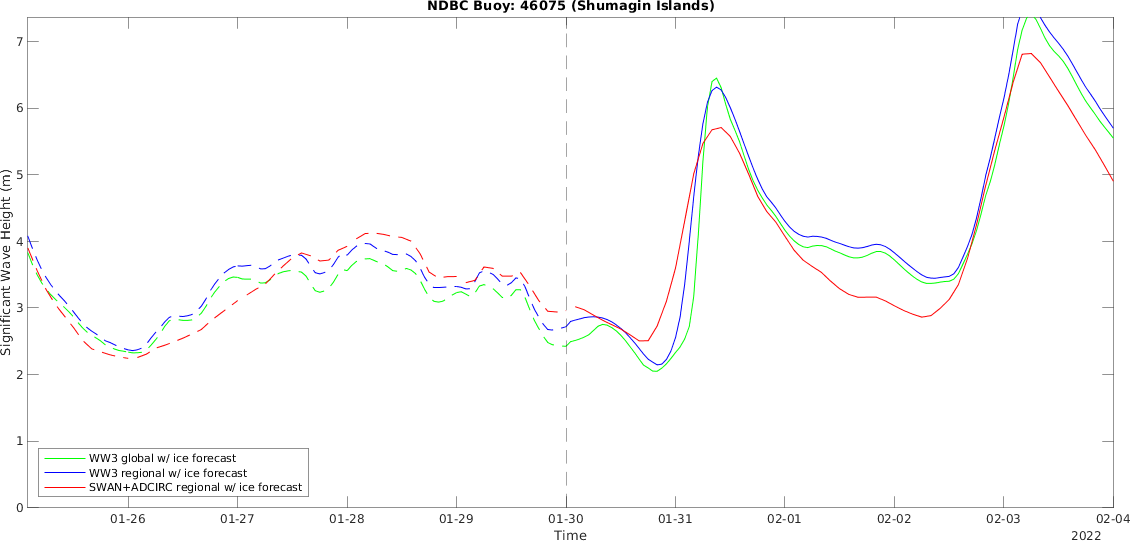 NDBC Buoy: 46075 (Shumagin Islands)
Significant Wave Height (m)
7
6
5
4
3
2
1
0
WW3 global w/ ice forecast
WW3 regional w/ ice forecast
SWAN+ADCIRC regional w/ ice forecast
01-26 01-27 01-28 01-29 01-30 01-31 02-01 02-02 02-03 02-04
Time
2022